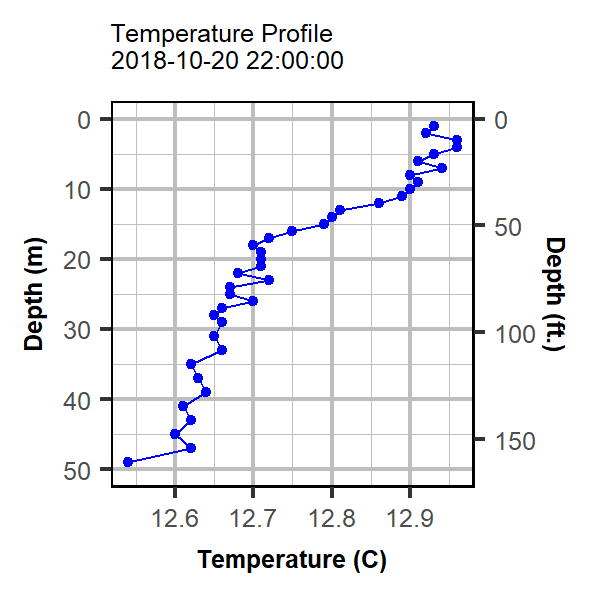 Temperature Profile
2018-10-20 22:00:00
0
10
20
30
40
50
Depth (m)
0
50
100
150
Depth (ft.)
12.6 12.7 12.8 12.9
Temperature (C)